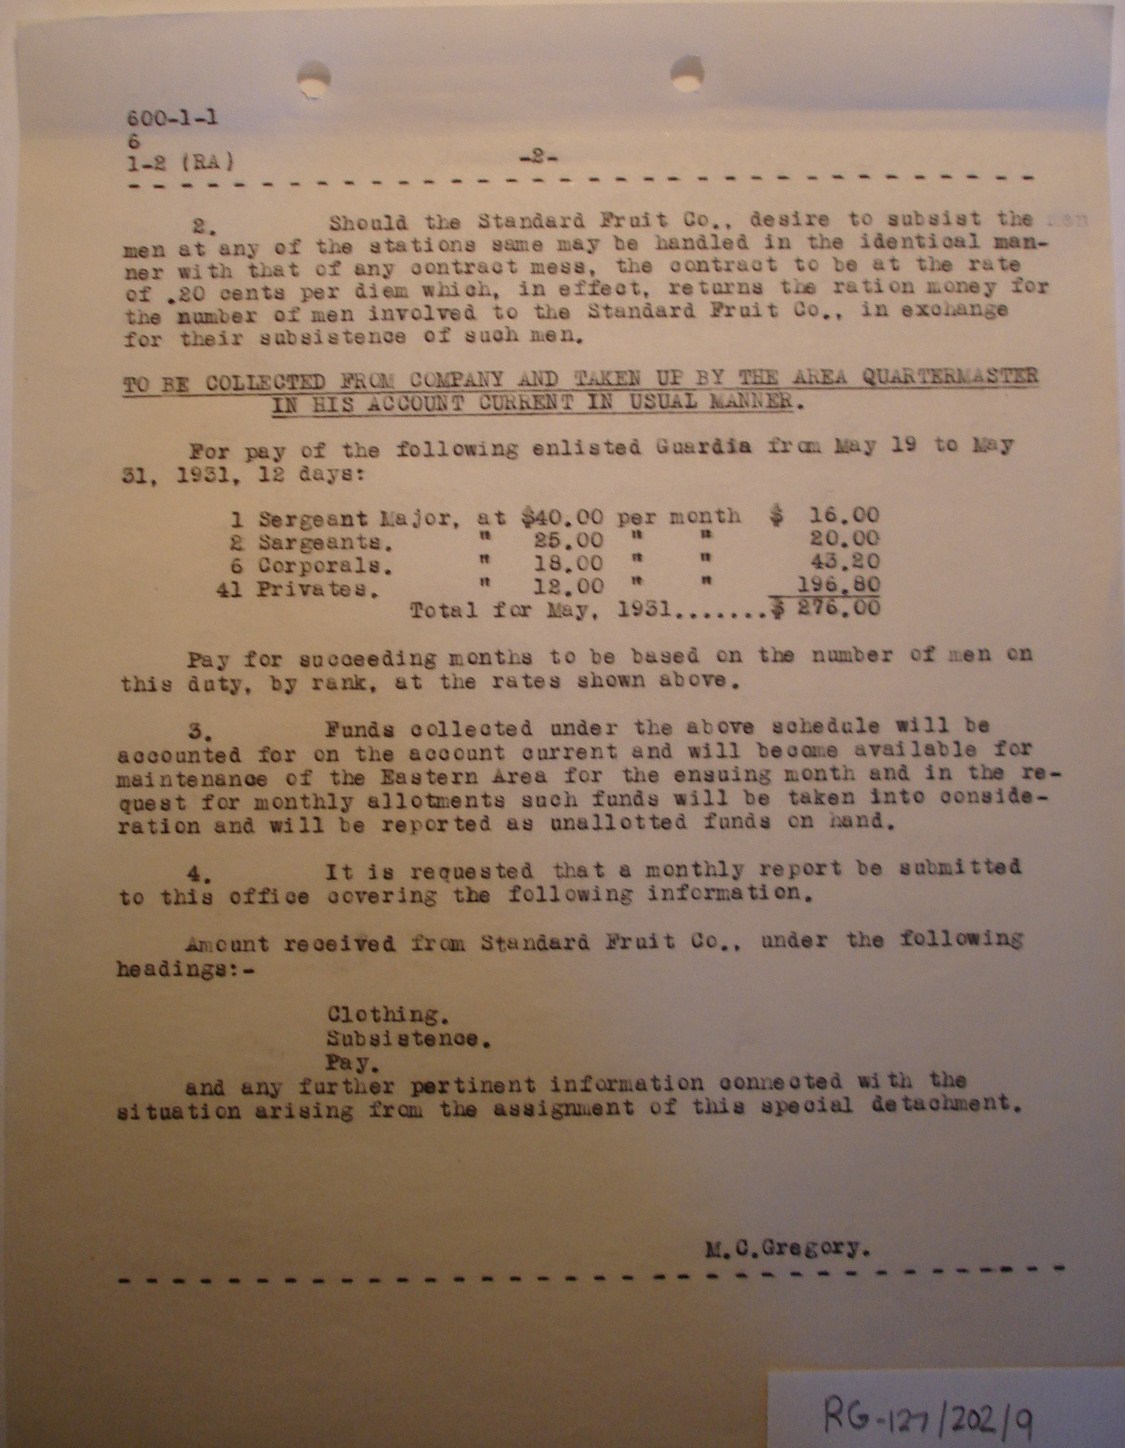 600-1-1
6
1-2 (RA)
-2-
2. Should the Standard Fruit Co., desire to subsist the men
men at any of the stations same may be handled in the identical man-
ner with that of any contract mess, the contract to be at the rate
of .20 cents per diem which, in effect, returns the ration money for
the number of men involved to the Standard Fruit Co., in exchange
for their subsistence of such men.
TO BE COLLECTED FROM COMPANY AND TAKEN UP BY THE AREA QUARTERMASTER
IN HIS ACCOUNT CURRENT IN USUAL MANNER.
For pay of the following enlisted Guardia from May 19 to May
31, 1931, 12 days:
1 Sergeant Major, at $40.00 per month $ 16.00
2 Sargeants. " 25.00 " " 20.00
6 Corporals. " 18.00 " " 43.20
41 Privates. " 12.00 " " 196.80
Total for May, 1931.......$ 276.00
Pay for succeeding months to be based on the number of men on
this duty, by rank, at the rates shown above.
3. Funds collected under the above schedule will be
accounted for on the account current and will become available for
maintenance of the Eastern Area for the ensuing month and in the re-
quest for monthly allotments such funds will be taken into conside-
ration and will be reported as unallotted funds on hand.
4. It is requested that a monthly report be submitted
to this office covering the following information.
Amount received from Standard Fruit Co., under the following
headings:-
Clothing.
Subsistence.
Pay.
and any further pertinent information connected with the
situation arising from the assignment of this special detachment.
M.C.Gregory.
RG-127/202/9